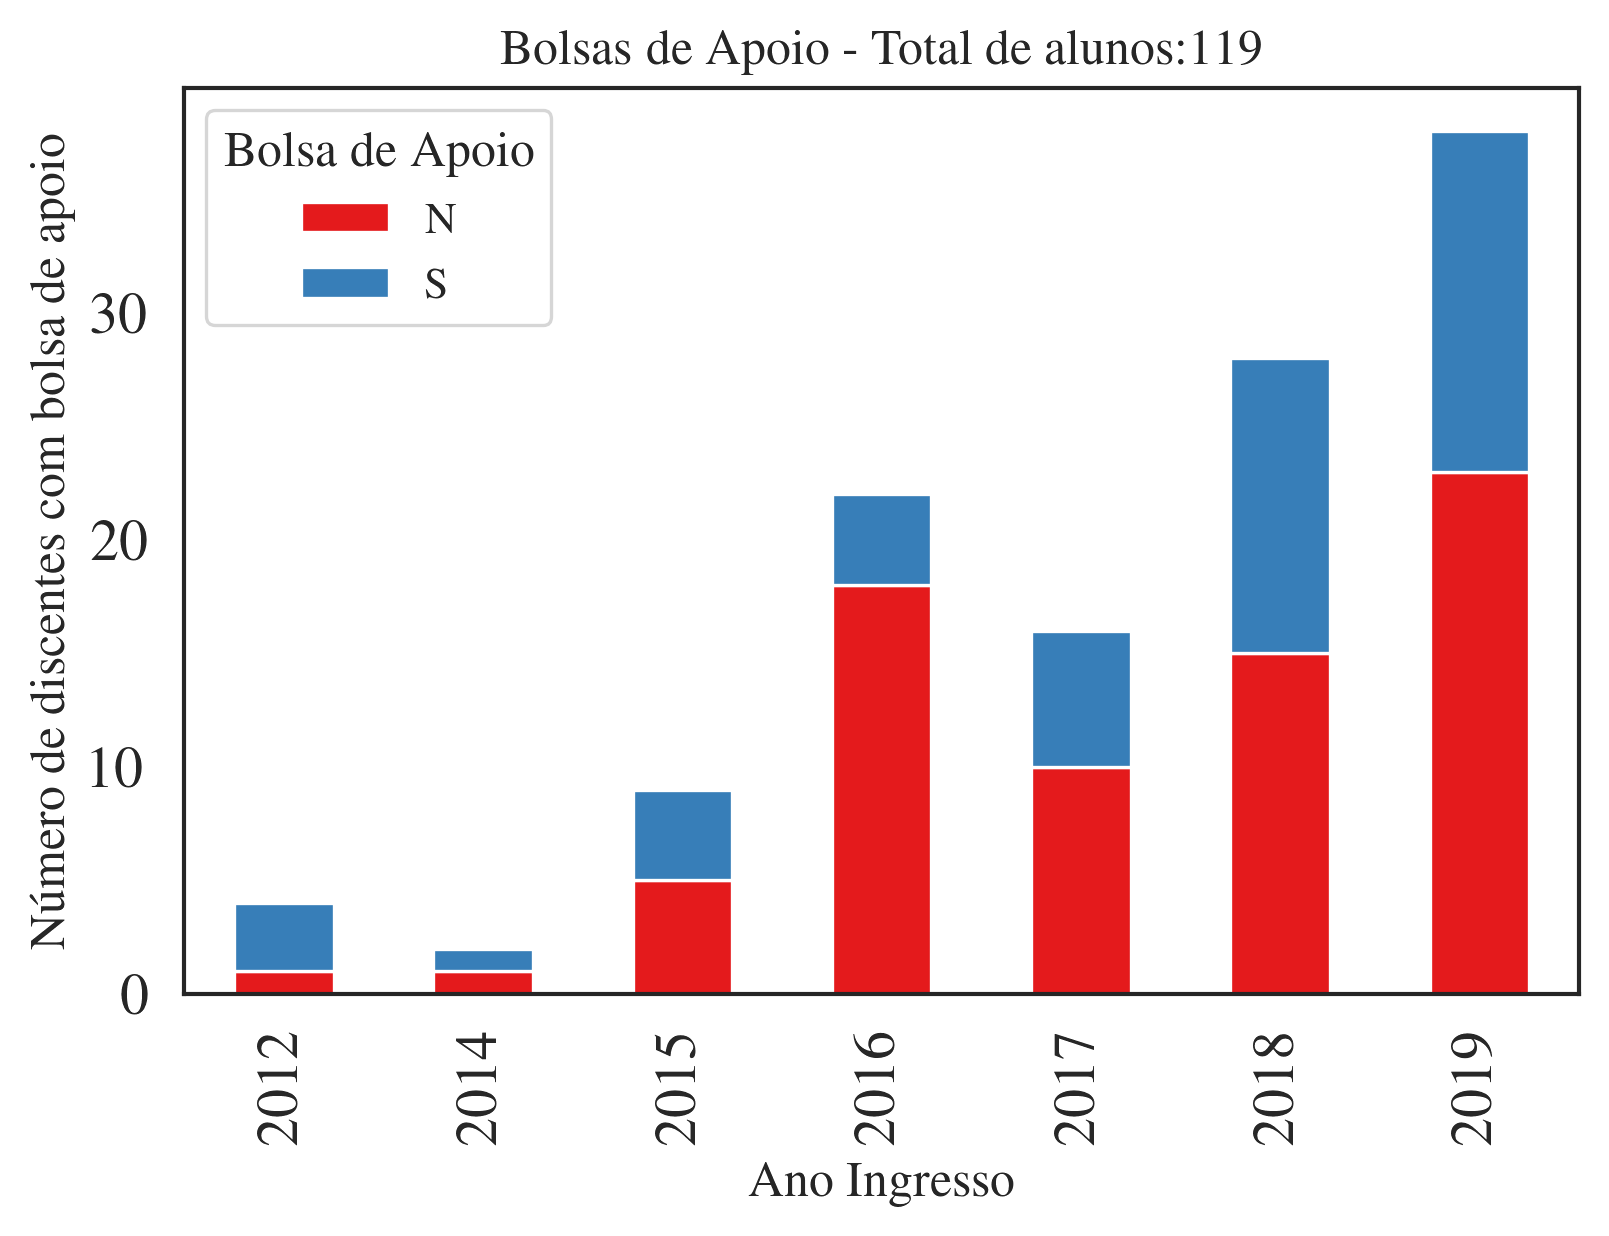 Bolsas de Apoio - Total de alunos:119
Bolsa de Apoio
N
S
Número de discentes com bolsa de apoio
30
20
10
0
2012
2014
2015
2016
2017
2018
2019
Ano Ingresso